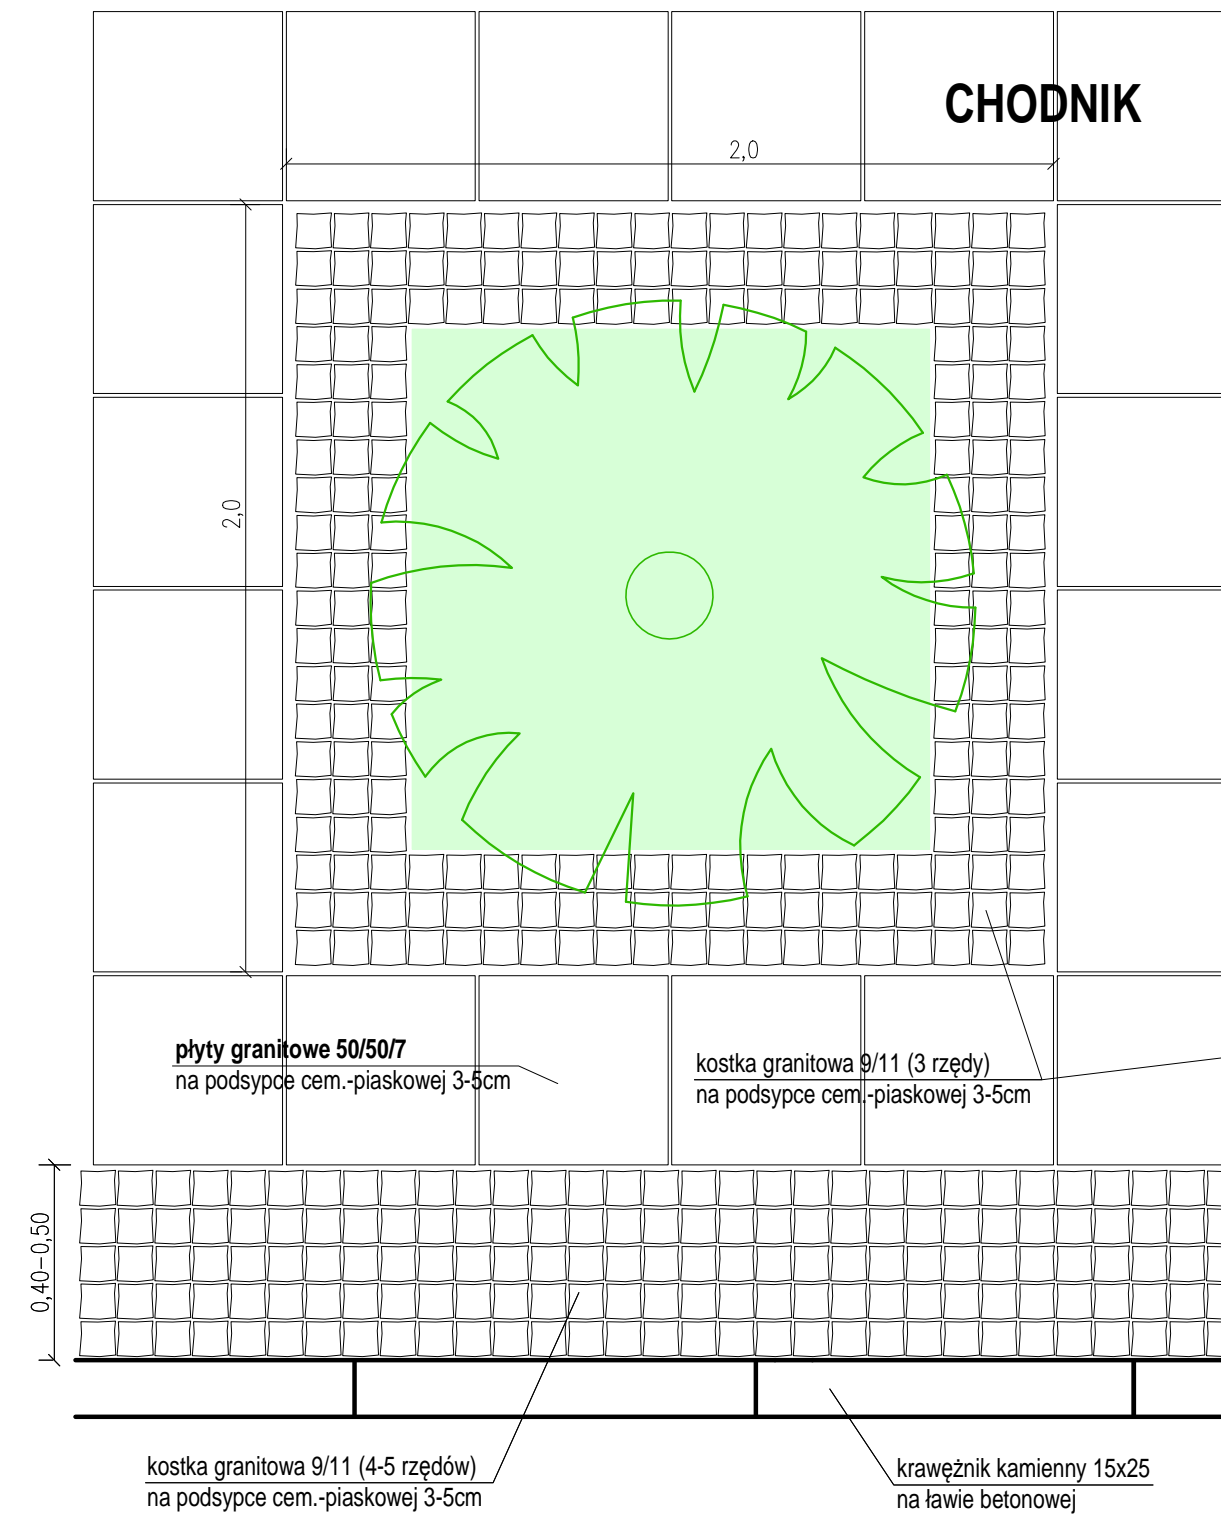 CHODNIK
2,0
2,0
płyty granitowe 50/50/7
na podsypce cem.-piaskowej 3-5cm
kostka granitowa 9/11 (3 rzędy)
na podsypce cem.-piaskowej 3-5cm
0,40-0,50
kostka granitowa 9/11 (4-5 rzędów)
na podsypce cem.-piaskowej 3-5cm
krawężnik kamienny 15x25
na ławie betonowej